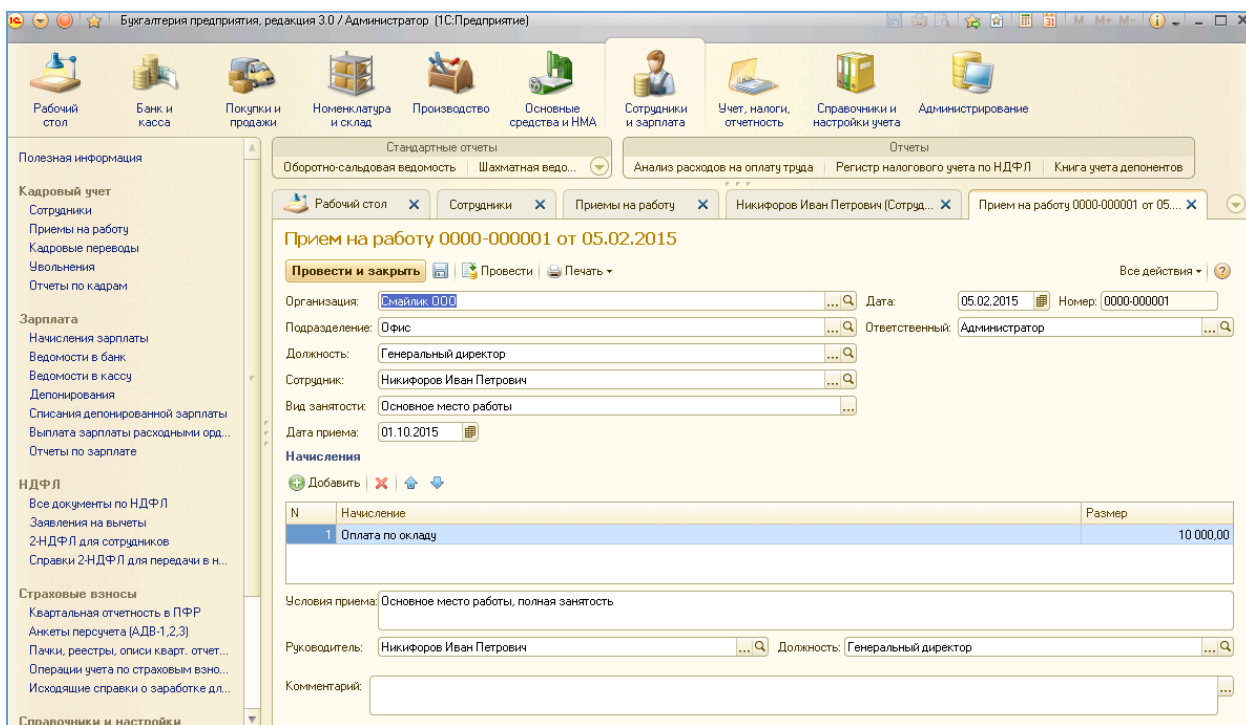 Бухгалтерия предприятия, редакция 3.0 / Администратор (1С:Предприятие)
M M+ M-
Рабочий стол
Банк и касса
Покупки и продажи
Номенклатура и склад
Производство
Основные средства и НМА
Сотрудники и зарплата
Учет, налоги, отчетность
Справочники и настройки учета
Администрирование
Полезная информация
Кадровый учет
Сотрудники
Приемы на работу
Кадровые переводы
Увольнения
Отчеты по кадрам
Зарплата
Начисления зарплаты
Ведомости в банк
Ведомости в кассу
Депонирования
Списания депонированной зарплаты
Выплата зарплаты расходными орд...
Отчеты по зарплате
НДФЛ
Все документы по НДФЛ
Заявления на вычеты
2-НДФЛ для сотрудников
Справки 2-НДФЛ для передачи в н...
Страховые взносы
Квартальная отчетность в ПФР
Анкеты персучета (АДВ-1,2,3)
Пачки, реестры, описи кварт. отчет...
Операции учета по страховым взно...
Исходящие справки о заработке дл...
Справочники и настройки
Стандартные отчеты
Оборотно-сальдовая ведомость Шахматная ведо...
Отчеты
Анализ расходов на оплату труда Регистр налогового учета по НДФЛ Книга учета депонентов
Рабочий стол Сотрудники Приемы на работу Никифоров Иван Петрович (Сотруд... Прием на работу 0000-000001 от 05....
Прием на работу 0000-000001 от 05.02.2015
Провести и закрыть Провести Печать Все действия
Организация: Смайлик ООО Дата: 05.02.2015 Номер: 0000-000001
Подразделение: Офис Ответственный: Администратор
Должность: Генеральный директор
Сотрудник: Никифоров Иван Петрович
Вид занятости: Основное место работы
Дата приема: 01.10.2015
Начисления
Добавить
N Начисление Размер
1 Оплата по окладу 10 000,00
Условия приема: Основное место работы, полная занятость
Руководитель: Никифоров Иван Петрович Должность: Генеральный директор
Комментарий: